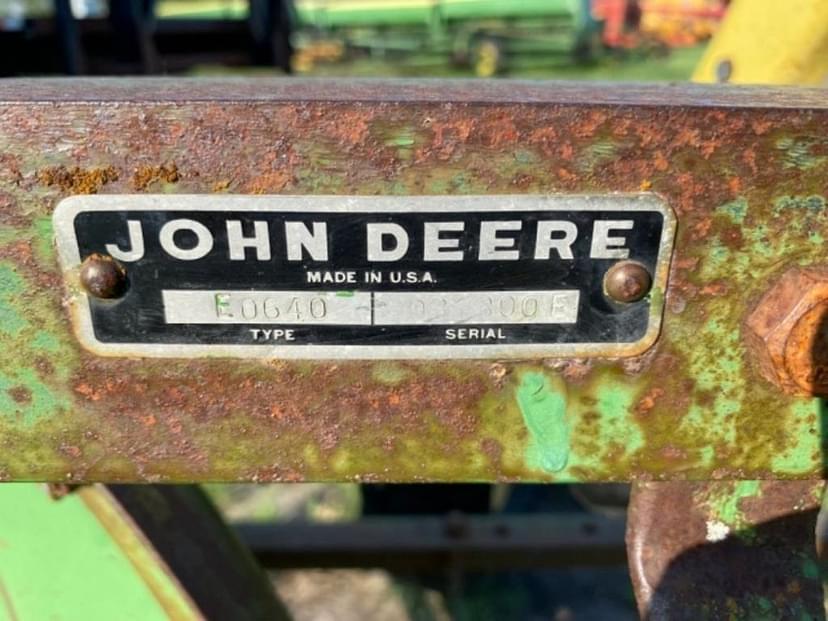 JOHN DEERE
MADE IN U.S.A.
E0640
TYPE SERIAL